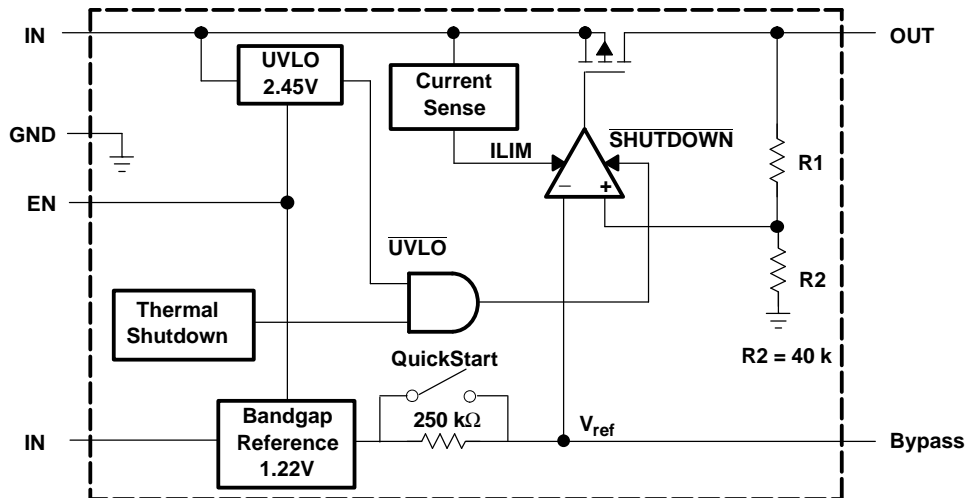 IN
OUT
UVLO
2.45V
Current
Sense
SHUTDOWN
GND
ILIM
R1
− +
EN
UVLO
R2
Thermal
Shutdown
R2 = 40 k
QuickStart
250 kΩ
Bandgap
Reference
1.22V
IN
Vref
Bypass